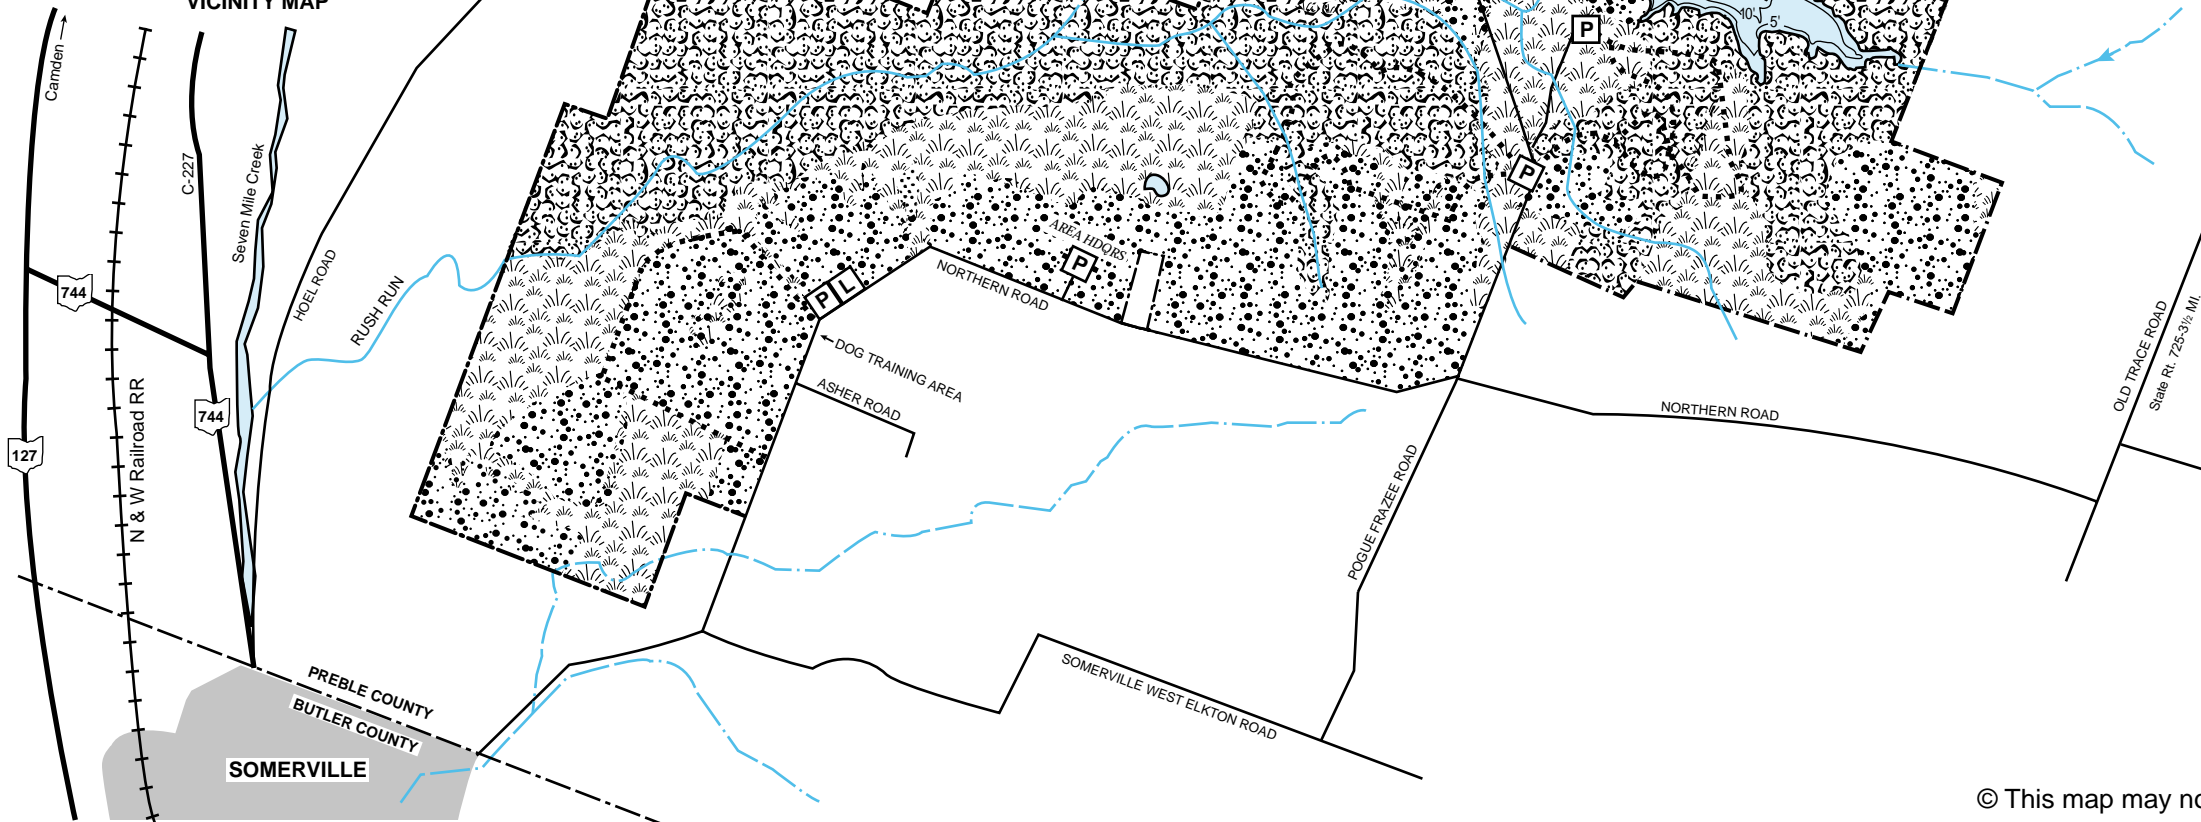 VICINITY MAP
Camden
C-227
Seven Mile Creek
HOEL ROAD
RUSH RUN
744
744
127
N & W Railroad RR
P
10'
5'
P
AREA HDQRS
P
P L
NORTHERN ROAD
DOG TRAINING AREA
ASHER ROAD
NORTHERN ROAD
OLD TRACE ROAD
State Rt. 725-3½ MI.
POGUE FRAZEE ROAD
SOMERVILLE WEST ELKTON ROAD
PREBLE COUNTY
BUTLER COUNTY
SOMERVILLE
© This map may no